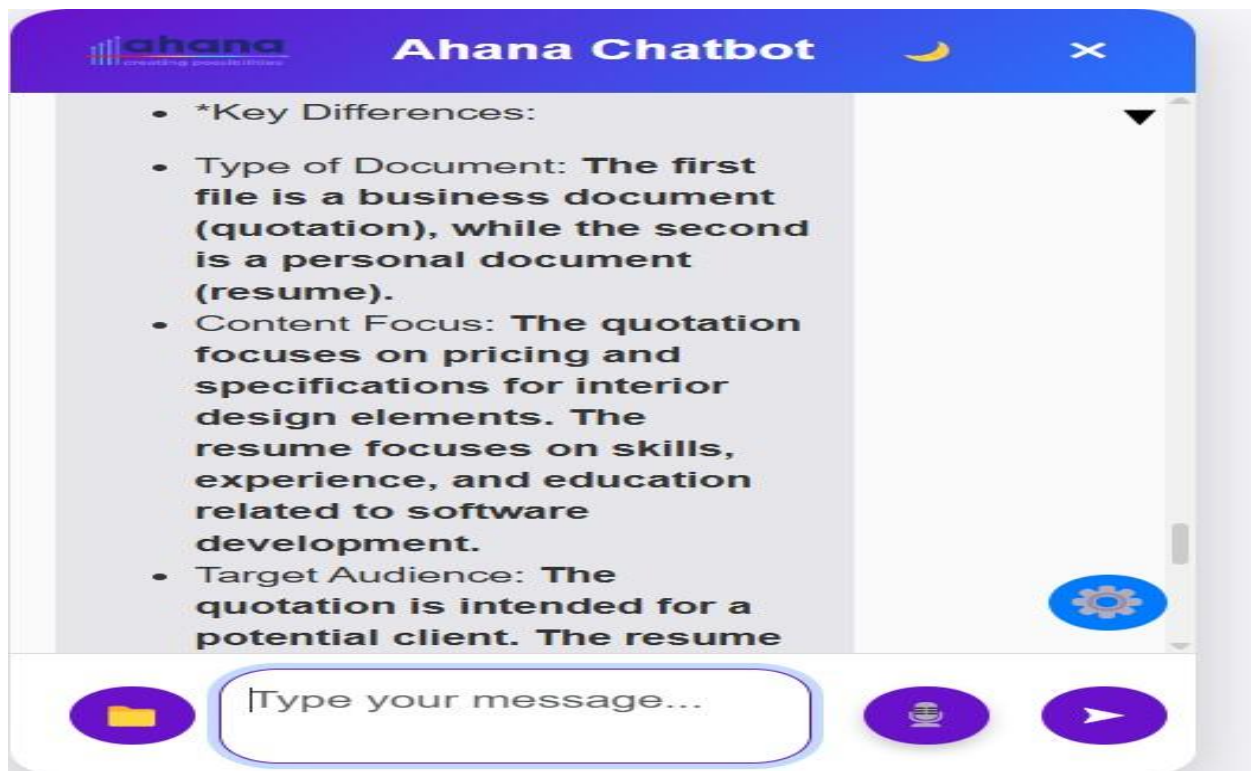 ahana
creating possibilities
Ahana Chatbot
*Key Differences:
Type of Document: The first
file is a business document
(quotation), while the second
is a personal document
(resume).
Content Focus: The quotation
focuses on pricing and
specifications for interior
design elements. The
resume focuses on skills,
experience, and education
related to software
development.
Target Audience: The
quotation is intended for a
potential client. The resume
Type your message...